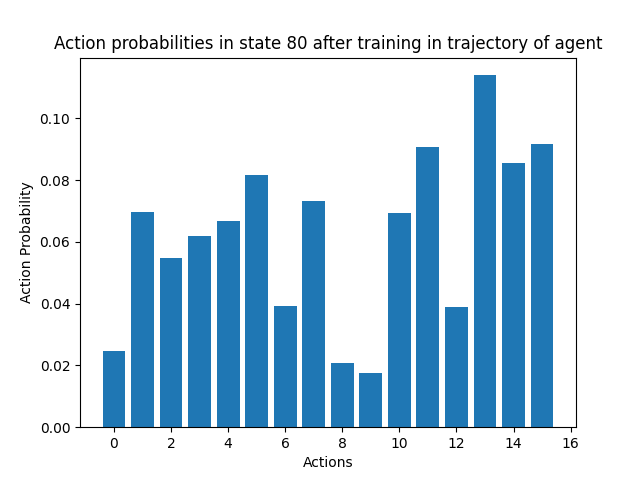 Action probabilities in state 80 after training in trajectory of agent
Action Probability
0.10
0.08
0.06
0.04
0.02
0.00
0 2 4 6 8 10 12 14 16
Actions